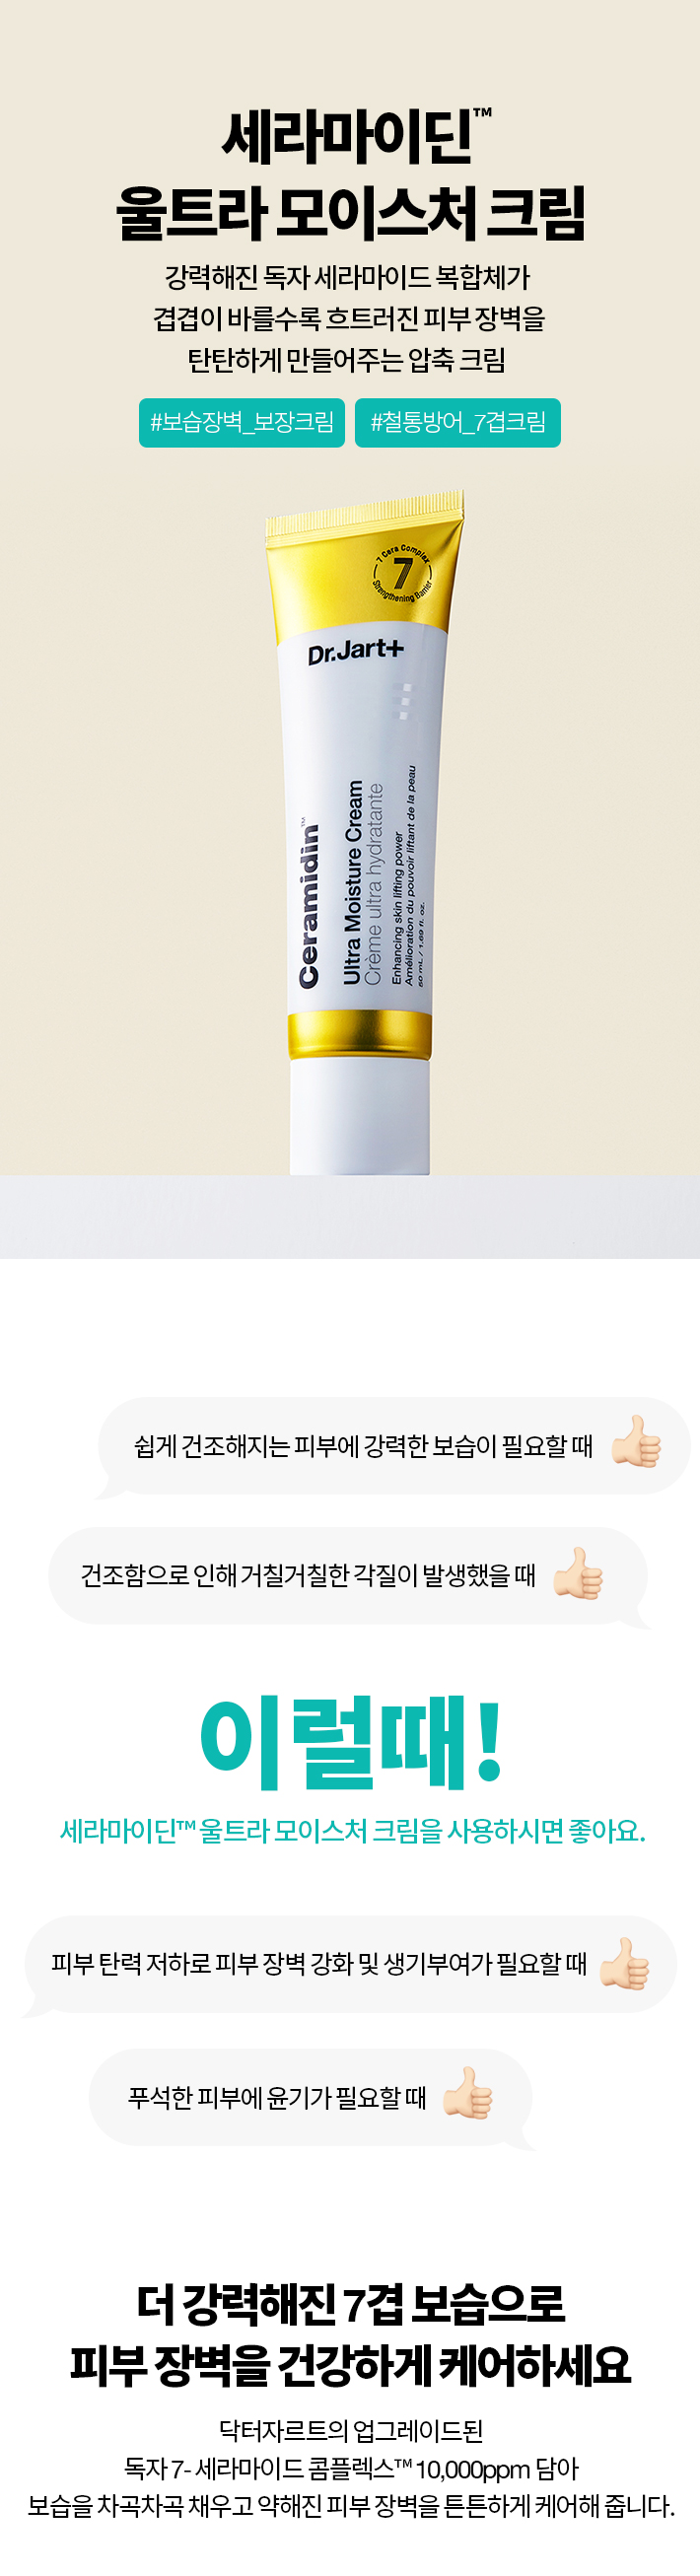 세라마이딘™
울트라 모이스처 크림
강력해진 독자 세라마이드 복합체가
겹겹이 바를수록 흐트러진 피부 장벽을
탄탄하게 만들어주는 압축 크림
#보습장벽_보장크림 #철통방어_7겹크림
7 Cera Complex
7
Strengthening Barrier
Dr.Jart+
Ceramidin™
Ultra Moisture Cream
Crème ultra hydratante
Enhancing skin lifting power
Amélioration du pouvoir liftant de la peau
50 mL / 1.69 fl. oz.
쉽게 건조해지는 피부에 강력한 보습이 필요할 때
건조함으로 인해 거칠거칠한 각질이 발생했을 때
이럴때!
세라마이딘™ 울트라 모이스처 크림을 사용하시면 좋아요.
피부 탄력 저하로 피부 장벽 강화 및 생기부여가 필요할 때
푸석한 피부에 윤기가 필요할 때
더 강력해진 7겹 보습으로
피부 장벽을 건강하게 케어하세요
닥터자르트의 업그레이드된
독자 7- 세라마이드 콤플렉스™ 10,000ppm 담아
보습을 차곡차곡 채우고 약해진 피부 장벽을 튼튼하게 케어해 줍니다.